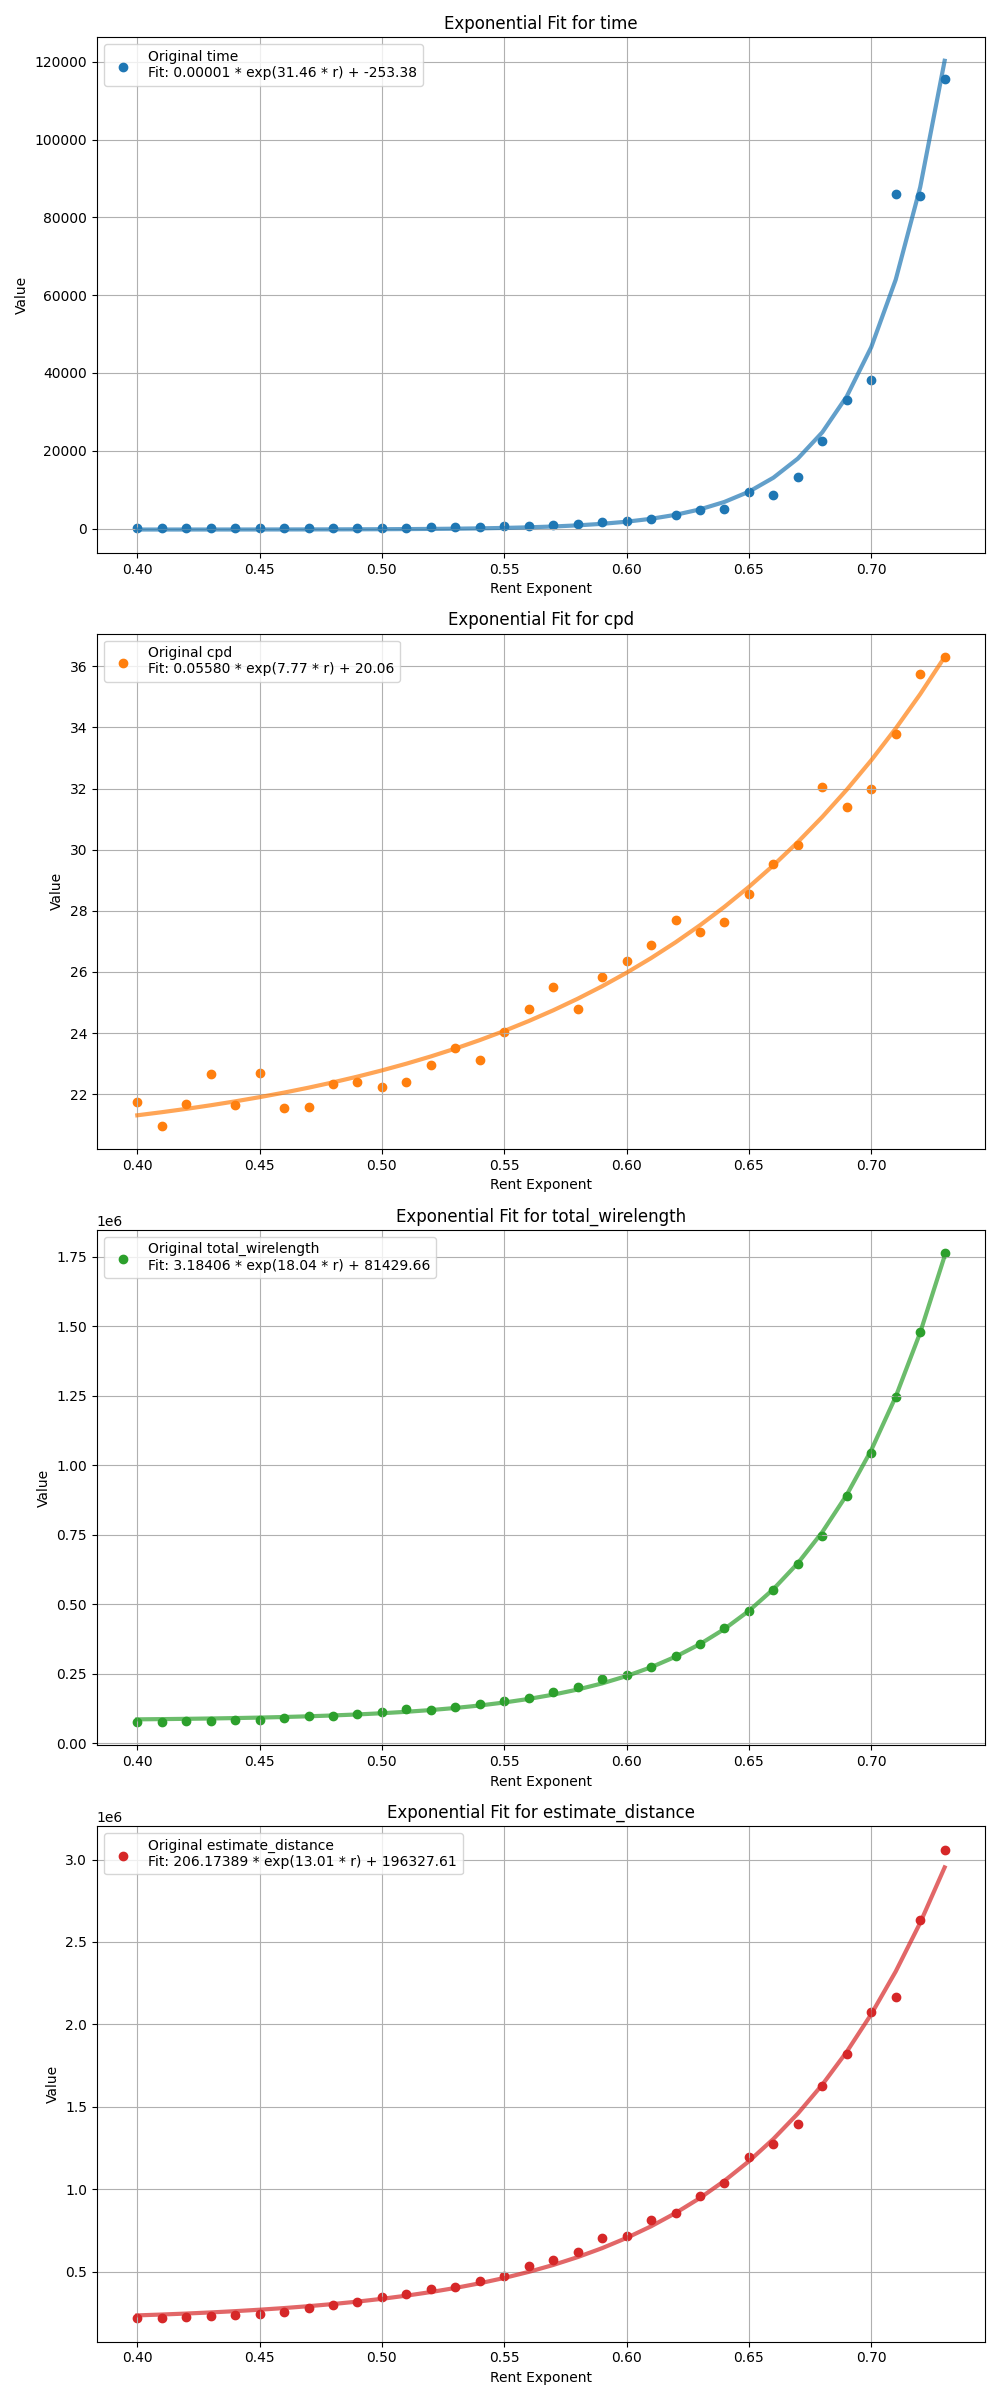 Exponential Fit for time
Original time
Fit: 0.00001 * exp(31.46 * r) + -253.38
120000
100000
80000
60000
40000
20000
0
Value
0.40 0.45 0.50 0.55 0.60 0.65 0.70
Rent Exponent
Exponential Fit for cpd
Original cpd
Fit: 0.05580 * exp(7.77 * r) + 20.06
36
34
32
30
28
26
24
22
Value
0.40 0.45 0.50 0.55 0.60 0.65 0.70
Rent Exponent
Exponential Fit for total_wirelength
1e6
Original total_wirelength
Fit: 3.18406 * exp(18.04 * r) + 81429.66
1.75
1.50
1.25
1.00
0.75
0.50
0.25
0.00
Value
0.40 0.45 0.50 0.55 0.60 0.65 0.70
Rent Exponent
Exponential Fit for estimate_distance
1e6
Original estimate_distance
Fit: 206.17389 * exp(13.01 * r) + 196327.61
3.0
2.5
2.0
1.5
1.0
0.5
Value
0.40 0.45 0.50 0.55 0.60 0.65 0.70
Rent Exponent